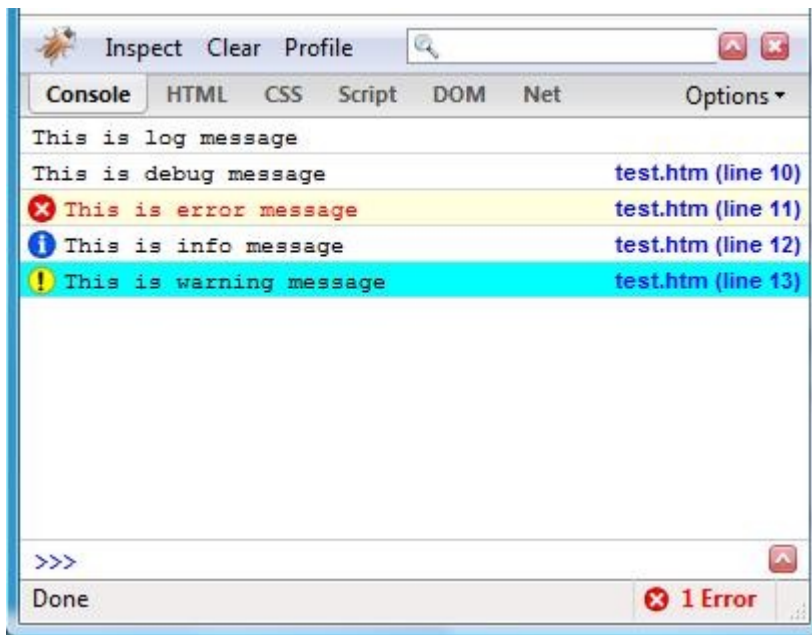 Inspect Clear Profile
Console HTML CSS Script DOM Net Options
This is log message
This is debug message test.htm (line 10)
This is error message test.htm (line 11)
This is info message test.htm (line 12)
This is warning message test.htm (line 13)
>>>
Done 1 Error